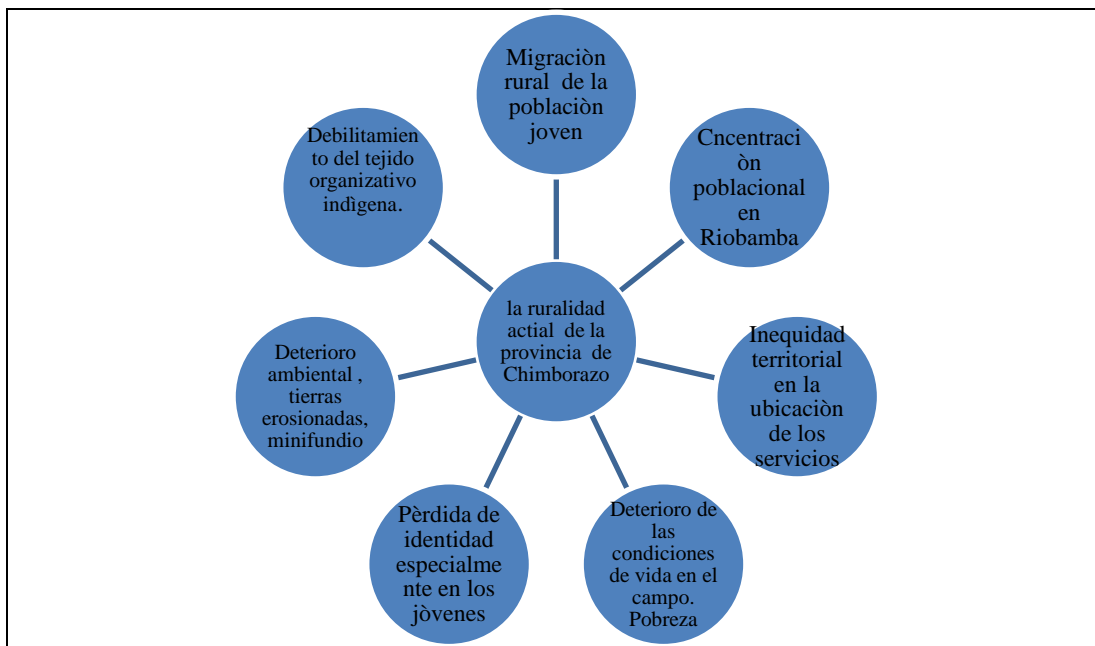 Migraciòn
rural de la
poblaciòn
joven
Cncentraci
òn
poblacional
en
Riobamba
Inequidad
territorial
en la
ubicaciòn
de los
servicios
Deterioro de
las
condiciones
de vida en el
campo.
Pobreza
Pèrdida de
identidad
especialme
nte en los
jòvenes
Deterioro
ambiental ,
tierras
erosionadas,
minifundio
Debilitamien
to del tejido
organizativo
indìgena.
la ruralidad
actial de la
provincia de
Chimborazo